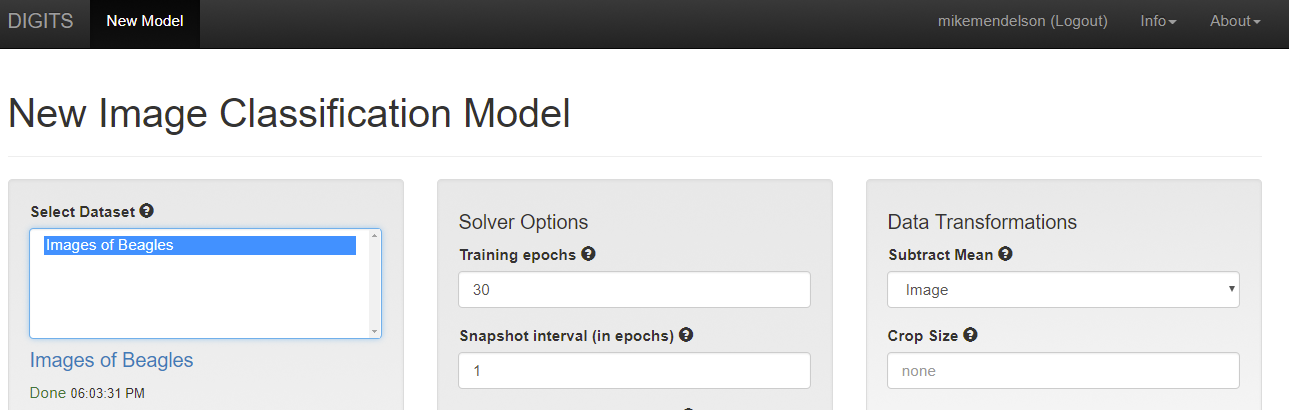 DIGITS New Model mikemendelson (Logout) Info About
New Image Classification Model
Select Dataset
Images of Beagles
Images of Beagles
Done 06:03:31 PM
Solver Options
Training epochs
30
Snapshot interval (in epochs)
1
Data Transformations
Subtract Mean
Image
Crop Size
none